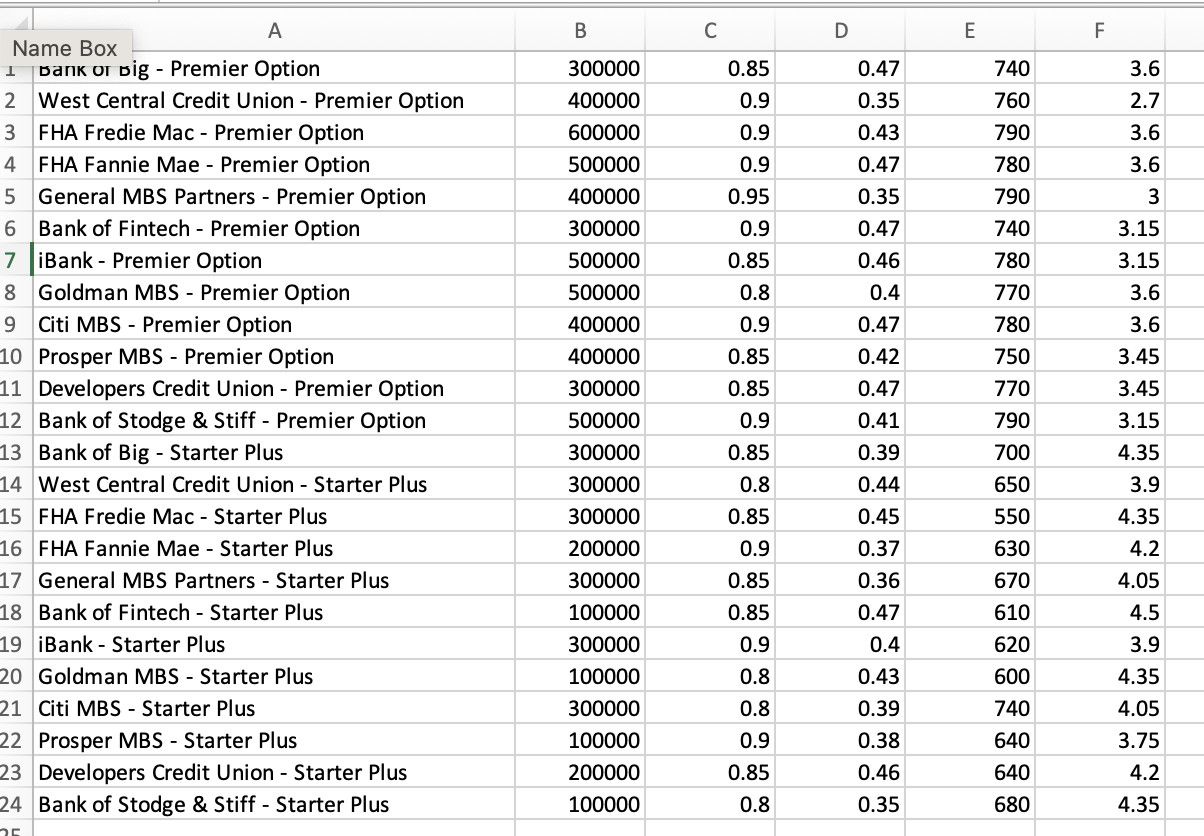 A B C D E F
Name Box
1 Bank of Big - Premier Option 300000 0.85 0.47 740 3.6
2 West Central Credit Union - Premier Option 400000 0.9 0.35 760 2.7
3 FHA Fredie Mac - Premier Option 600000 0.9 0.43 790 3.6
4 FHA Fannie Mae - Premier Option 500000 0.9 0.47 780 3.6
5 General MBS Partners - Premier Option 400000 0.95 0.35 790 3
6 Bank of Fintech - Premier Option 300000 0.9 0.47 740 3.15
7 iBank - Premier Option 500000 0.85 0.46 780 3.15
8 Goldman MBS - Premier Option 500000 0.8 0.4 770 3.6
9 Citi MBS - Premier Option 400000 0.9 0.47 780 3.6
10 Prosper MBS - Premier Option 400000 0.85 0.42 750 3.45
11 Developers Credit Union - Premier Option 300000 0.85 0.47 770 3.45
12 Bank of Stodge & Stiff - Premier Option 500000 0.9 0.41 790 3.15
13 Bank of Big - Starter Plus 300000 0.85 0.39 700 4.35
14 West Central Credit Union - Starter Plus 300000 0.8 0.44 650 3.9
15 FHA Fredie Mac - Starter Plus 300000 0.85 0.45 550 4.35
16 FHA Fannie Mae - Starter Plus 200000 0.9 0.37 630 4.2
17 General MBS Partners - Starter Plus 300000 0.85 0.36 670 4.05
18 Bank of Fintech - Starter Plus 100000 0.85 0.47 610 4.5
19 iBank - Starter Plus 300000 0.9 0.4 620 3.9
20 Goldman MBS - Starter Plus 100000 0.8 0.43 600 4.35
21 Citi MBS - Starter Plus 300000 0.8 0.39 740 4.05
22 Prosper MBS - Starter Plus 100000 0.9 0.38 640 3.75
23 Developers Credit Union - Starter Plus 200000 0.85 0.46 640 4.2
24 Bank of Stodge & Stiff - Starter Plus 100000 0.8 0.35 680 4.35
25